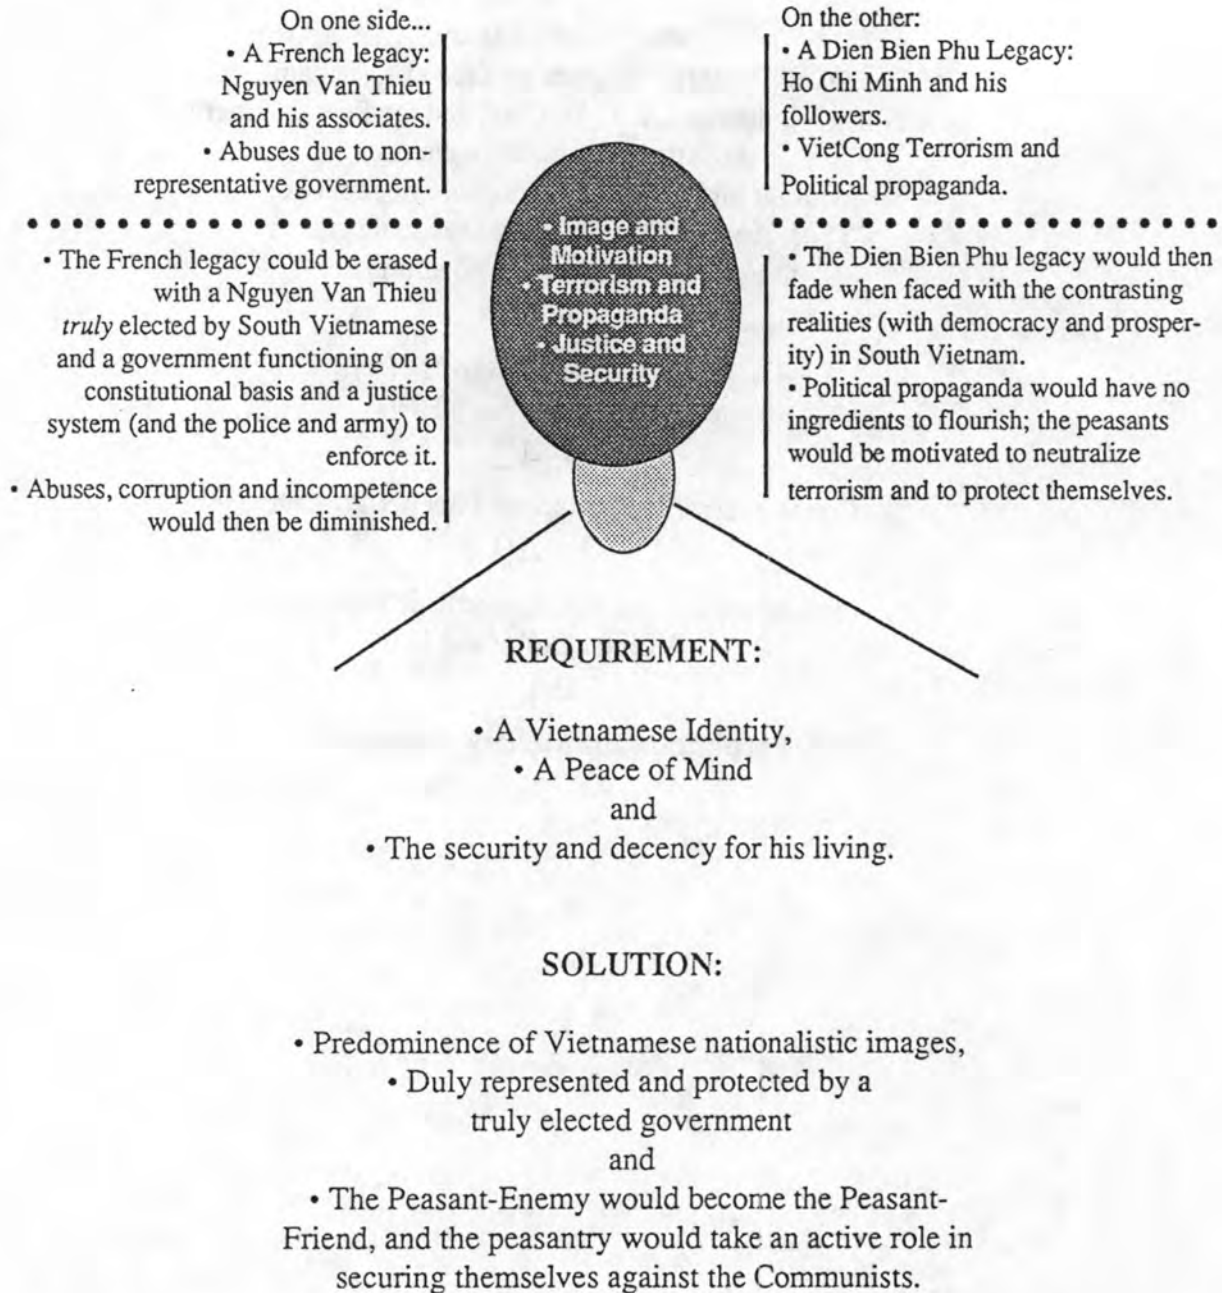 On one side...
• A French legacy:
Nguyen Van Thieu
and his associates.
• Abuses due to non-
representative government.
On the other:
• A Dien Bien Phu Legacy:
Ho Chi Minh and his
followers.
• VietCong Terrorism and
Political propaganda.
• Image and
Motivation
• Terrorism and
Propaganda
• Justice and
Security
• The French legacy could be erased
with a Nguyen Van Thieu
truly elected by South Vietnamese
and a government functioning on a
constitutional basis and a justice
system (and the police and army) to
enforce it.
• Abuses, corruption and incompetence
would then be diminished.
• The Dien Bien Phu legacy would then
fade when faced with the contrasting
realities (with democracy and prosper-
ity) in South Vietnam.
• Political propaganda would have no
ingredients to flourish; the peasants
would be motivated to neutralize
terrorism and to protect themselves.
REQUIREMENT:
• A Vietnamese Identity,
• A Peace of Mind
and
• The security and decency for his living.
SOLUTION:
• Predominence of Vietnamese nationalistic images,
• Duly represented and protected by a
truly elected government
and
• The Peasant-Enemy would become the Peasant-
Friend, and the peasantry would take an active role in
securing themselves against the Communists.